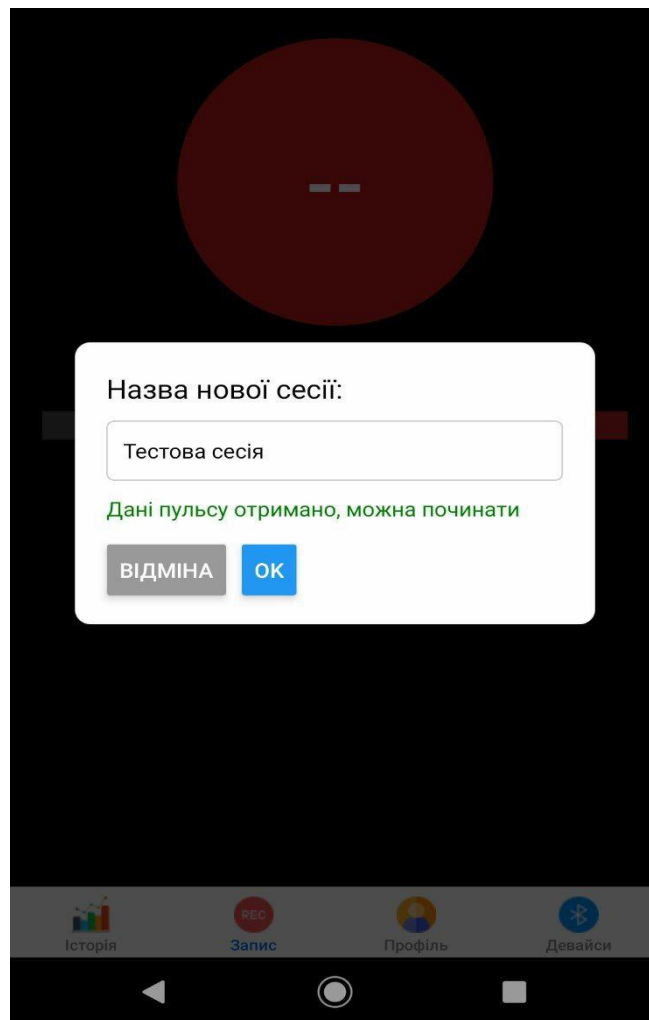 --
Назва нової сесії:
Тестова сесія
Дані пульсу отримано, можна починати
ВІДМІНА OK
REC
Історія Запис Профіль Девайси